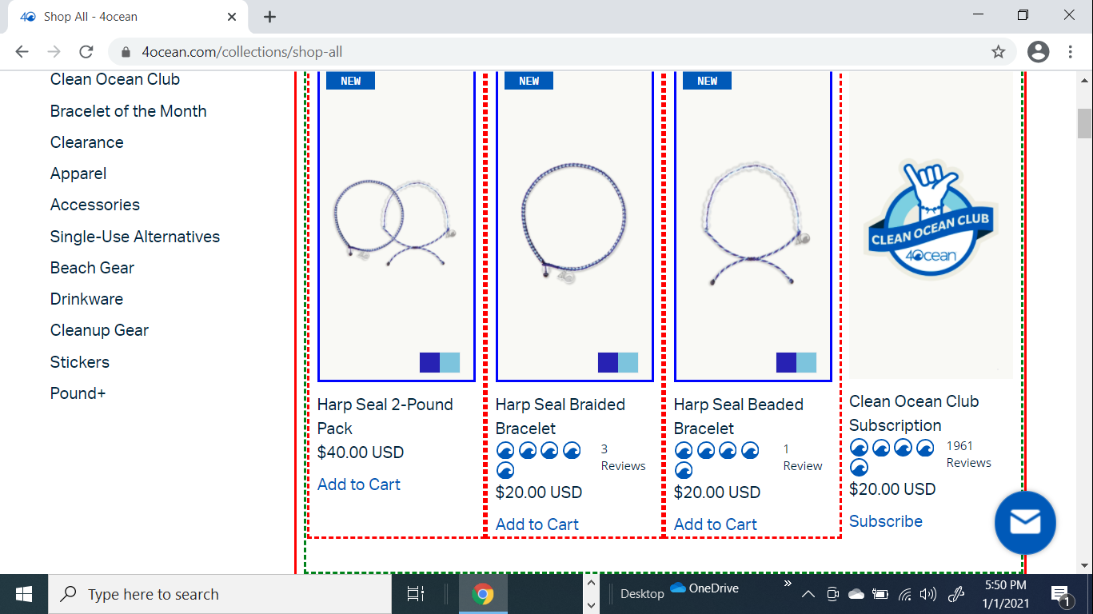 Shop All - 4ocean
4ocean.com/collections/shop-all
Clean Ocean Club
Bracelet of the Month
Clearance
Apparel
Accessories
Single-Use Alternatives
Beach Gear
Drinkware
Cleanup Gear
Stickers
Pound+
NEW
NEW
NEW
CLEAN OCEAN CLUB
4ocean
Harp Seal 2-Pound
Pack
$40.00 USD
Add to Cart
Harp Seal Braided
Bracelet
3
Reviews
$20.00 USD
Add to Cart
Harp Seal Beaded
Bracelet
1
Review
$20.00 USD
Add to Cart
Clean Ocean Club
Subscription
1961
Reviews
$20.00 USD
Subscribe
Type here to search
Desktop
OneDrive
5:50 PM
1/1/2021
1